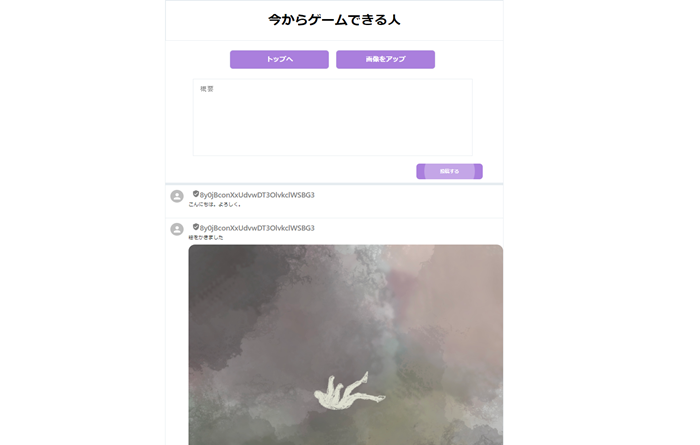 今からゲームできる人
トップへ
画像をアップ
概要
投稿する
8y0jBconXxUdvwDT3OlvkclWSBG3
こんにちは。よろしく。
8y0jBconXxUdvwDT3OlvkclWSBG3
絵をかきました